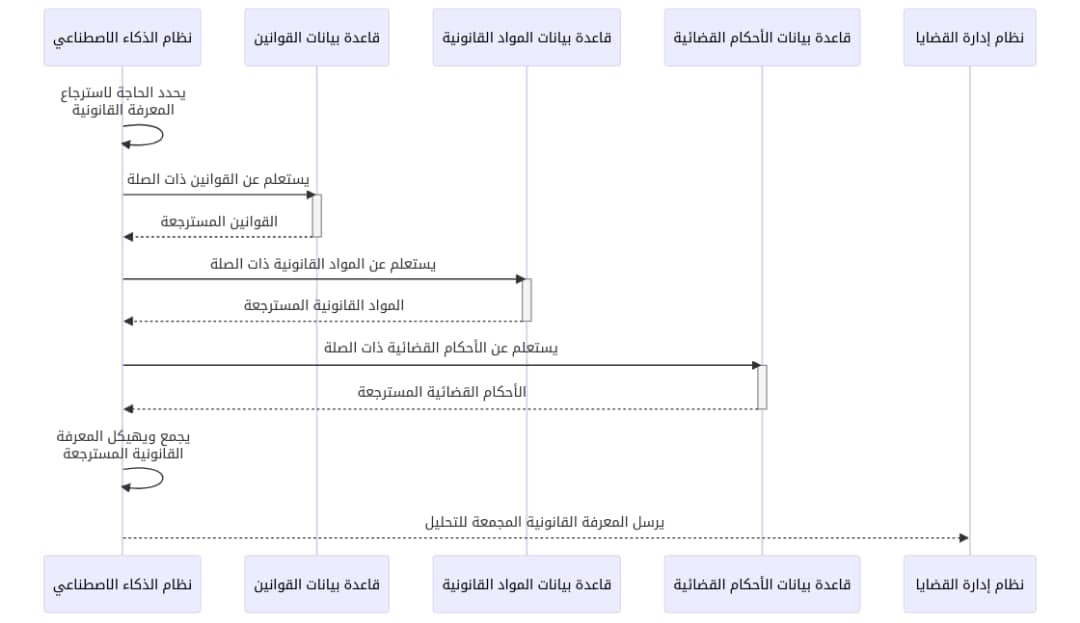 نظام الذكاء الاصطناعي
قاعدة بيانات القوانين
قاعدة بيانات المواد القانونية
قاعدة بيانات الأحكام القضائية
نظام إدارة القضايا
يحدد الحاجة لاسترجاع
المعرفة القانونية
يستعلم عن القوانين ذات الصلة
القوانين المسترجعة
يستعلم عن المواد القانونية ذات الصلة
المواد القانونية المسترجعة
يستعلم عن الأحكام القضائية ذات الصلة
الأحكام القضائية المسترجعة
يجمع ويهيكل المعرفة
القانونية المسترجعة
يرسل المعرفة القانونية المجمعة للتحليل
نظام الذكاء الاصطناعي
قاعدة بيانات القوانين
قاعدة بيانات المواد القانونية
قاعدة بيانات الأحكام القضائية
نظام إدارة القضايا